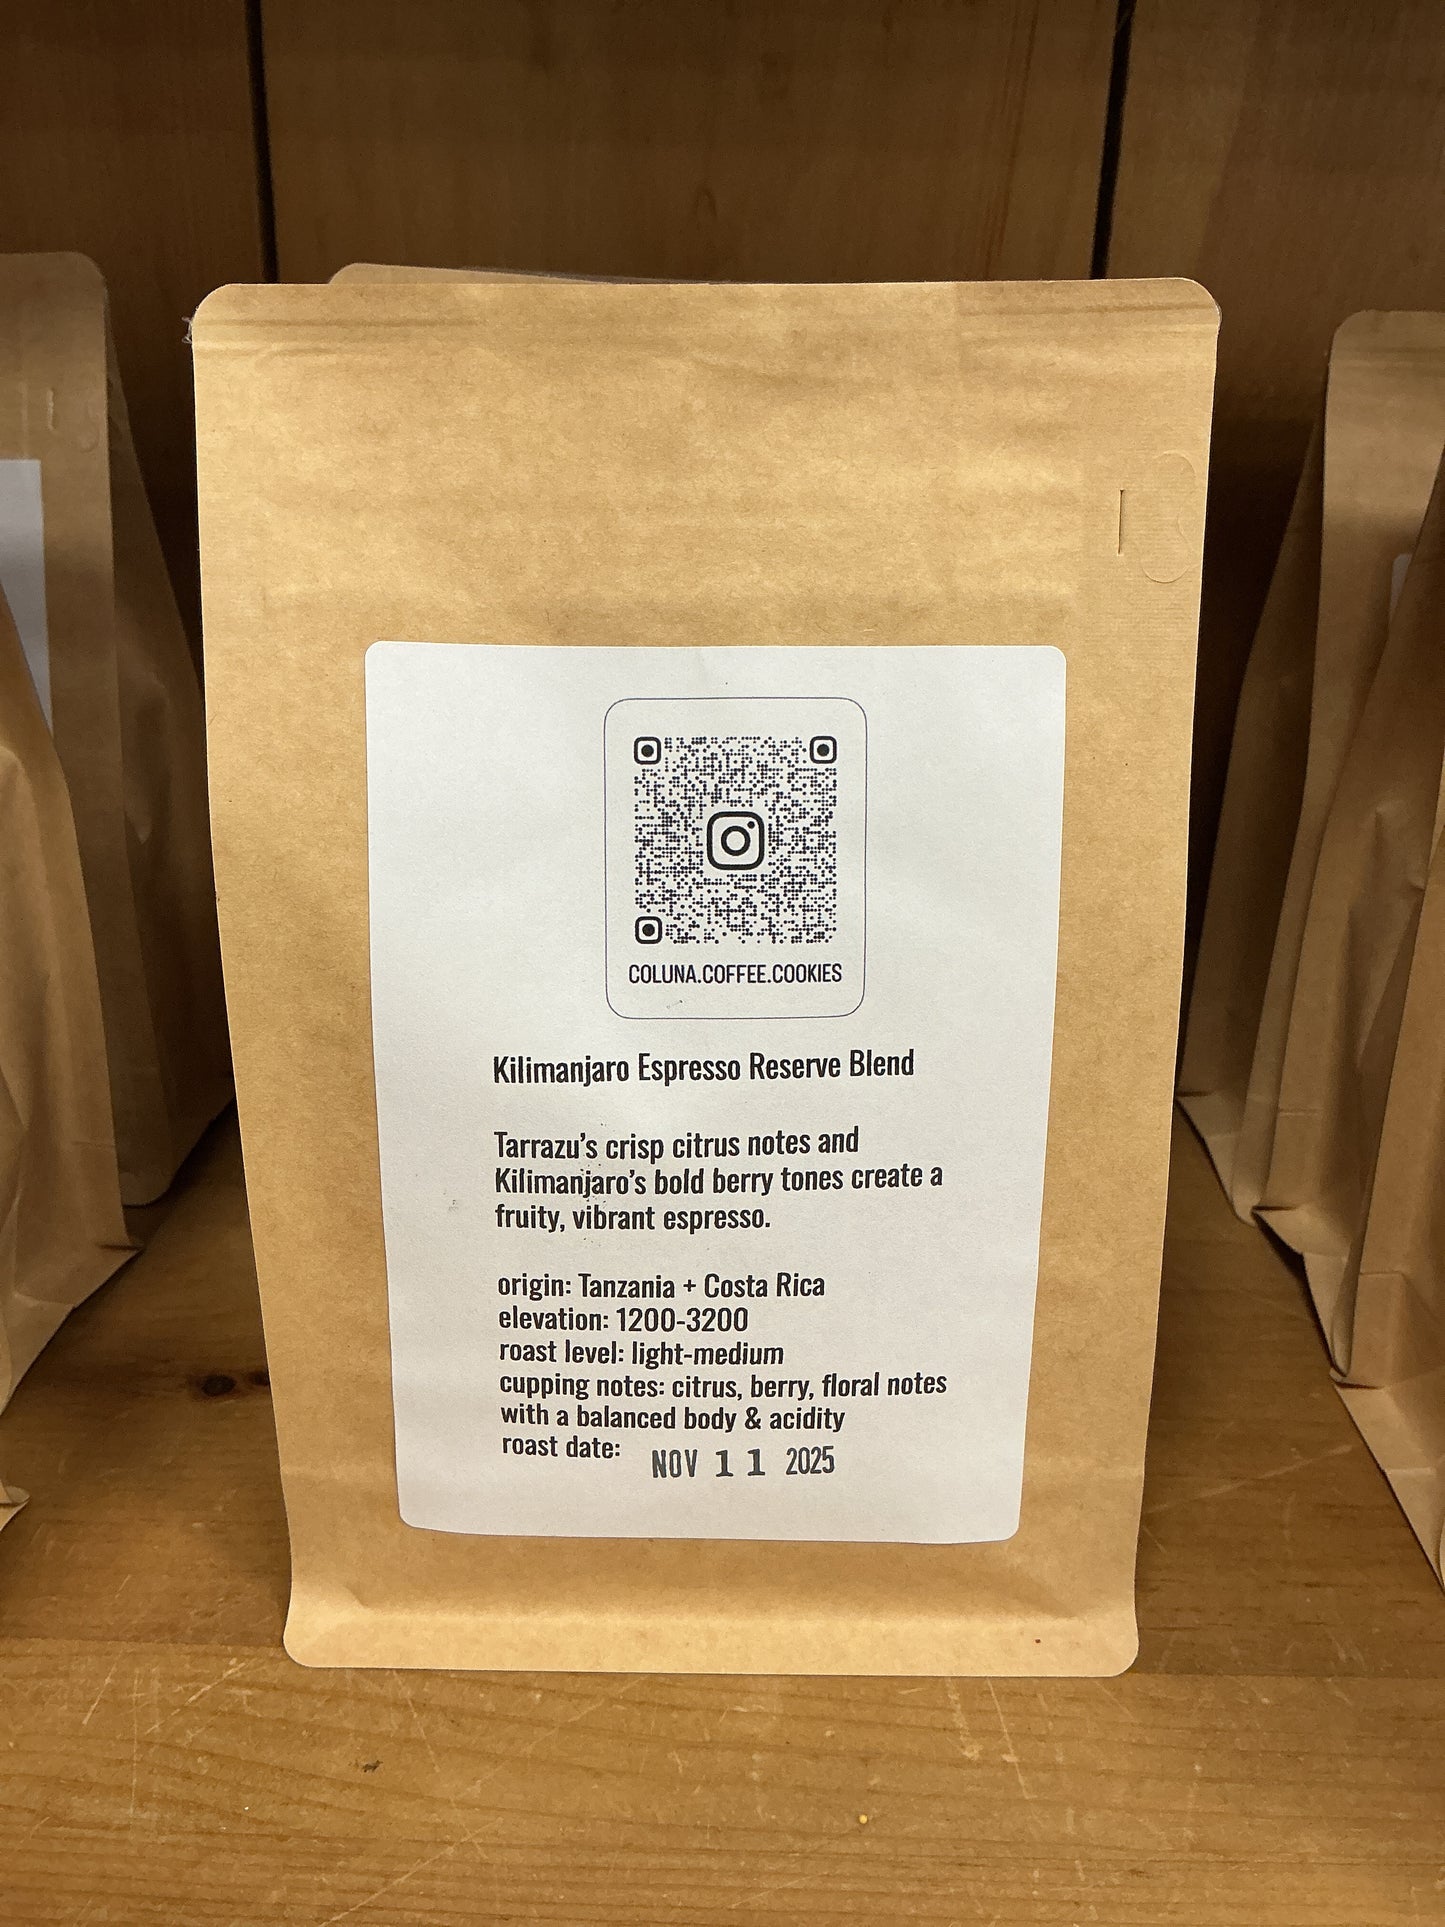 COLUNA.COFFEE.COOKIES
Kilimanjaro Espresso Reserve Blend
Tarrazu’s crisp citrus notes and
Kilimanjaro’s bold berry tones create a
fruity, vibrant espresso.
origin: Tanzania + Costa Rica
elevation: 1200-3200
roast level: light-medium
cupping notes: citrus, berry, floral notes
with a balanced body & acidity
roast date: NOV 11 2025